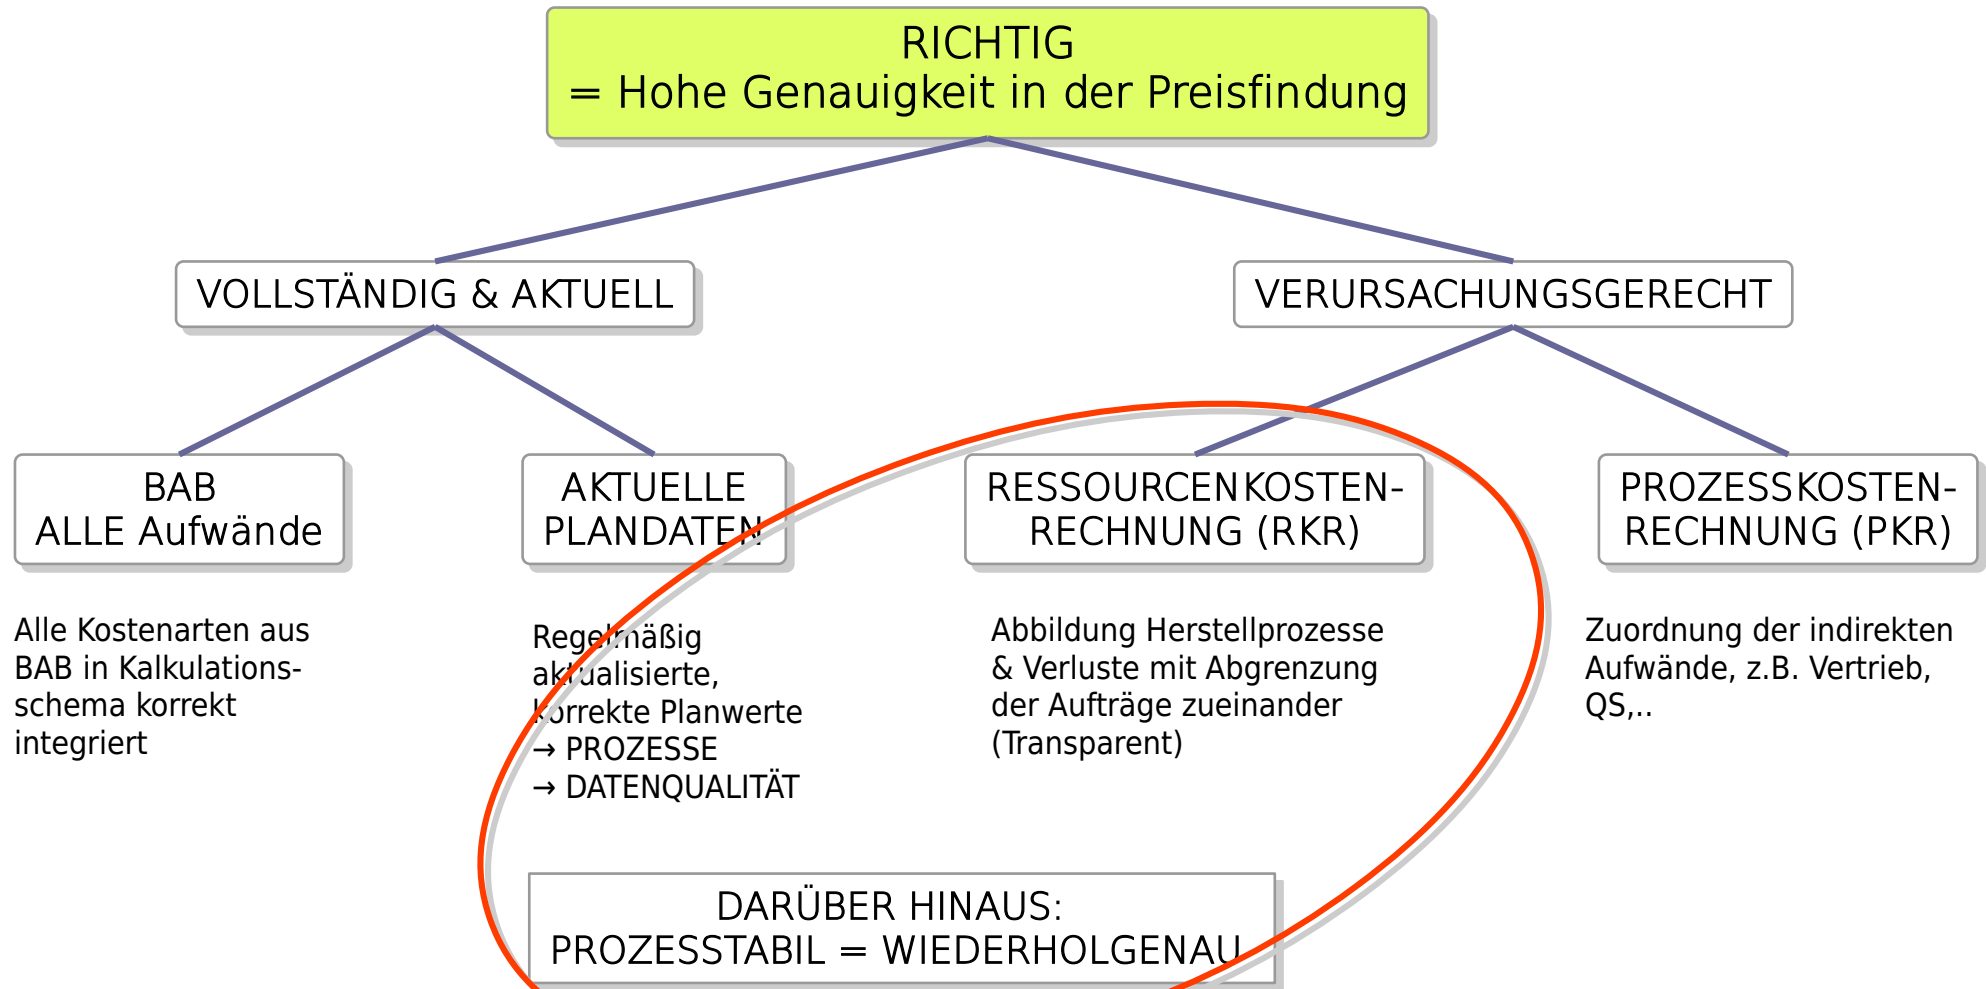 RICHTIG
= Hohe Genauigkeit in der Preisfindung
VOLLSTÄNDIG & AKTUELL
VERURSACHUNGSGERECHT
BAB
ALLE Aufwände
AKTUELLE
PLANDATEN
RESSOURCENKOSTEN-
RECHNUNG (RKR)
PROZESSKOSTEN-
RECHNUNG (PKR)
Alle Kostenarten aus
BAB in Kalkulations-
schema korrekt
integriert
Regelmäßig
aktualisierte,
korrekte Planwerte
→ PROZESSE
→ DATENQUALITÄT
Abbildung Herstellprozesse
& Verluste mit Abgrenzung
der Aufträge zueinander
(Transparent)
Zuordnung der indirekten
Aufwände, z.B. Vertrieb,
QS,..
DARÜBER HINAUS:
PROZESSTABIL = WIEDERHOLGENAU